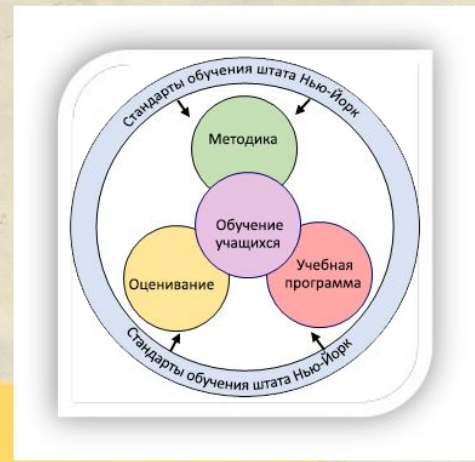 Стандарты обучения штата Нью-Йорк
Методика
Обучение
учащихся
Оценивание
Учебная
программа
Стандарты обучения штата Нью-Йорк